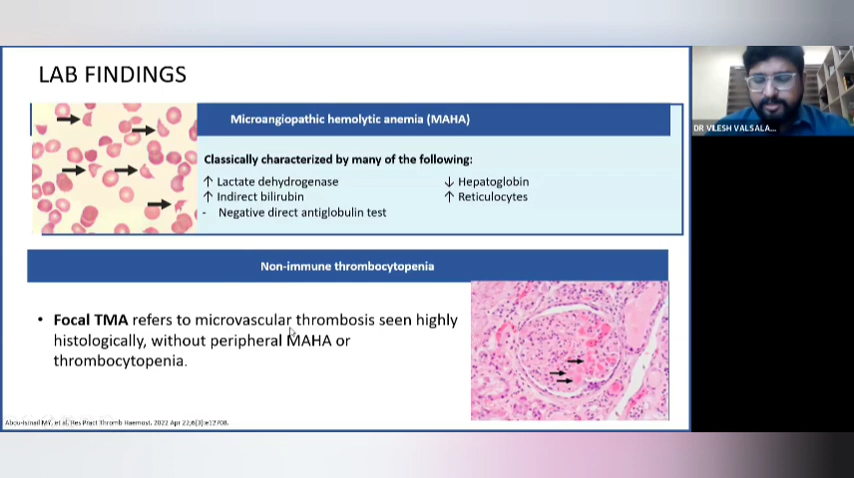 LAB FINDINGS
Microangiopathic hemolytic anemia (MAHA)
Classically characterized by many of the following:
↑ Lactate dehydrogenase
↑ Indirect bilirubin
- Negative direct antiglobulin test
↓ Hepatoglobin
↑ Reticulocytes
Non-immune thrombocytopenia
• Focal TMA refers to microvascular thrombosis seen highly
histologically, without peripheral MAHA or
thrombocytopenia.
Abou-Ismail MY, et al, Res Pract Thromb Haemost. 2022 Apr 22;6(3):e12708.
DR VILESH VALSALA...